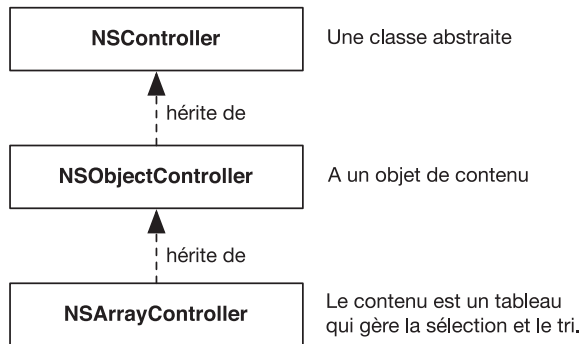 NSController
Une classe abstraite
hérite de
NSObjectController
A un objet de contenu
hérite de
NSArrayController
Le contenu est un tableau
qui gère la sélection et le tri.